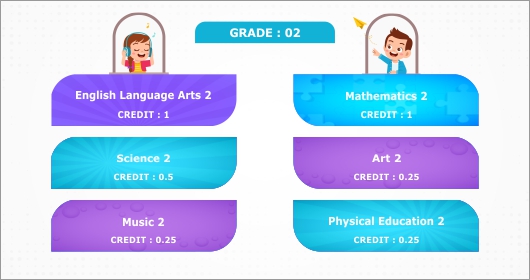 GRADE : 02
English Language Arts 2
CREDIT : 1
Mathematics 2
CREDIT : 1
Science 2
CREDIT : 0.5
Art 2
CREDIT : 0.25
Music 2
CREDIT : 0.25
Physical Education 2
CREDIT : 0.25